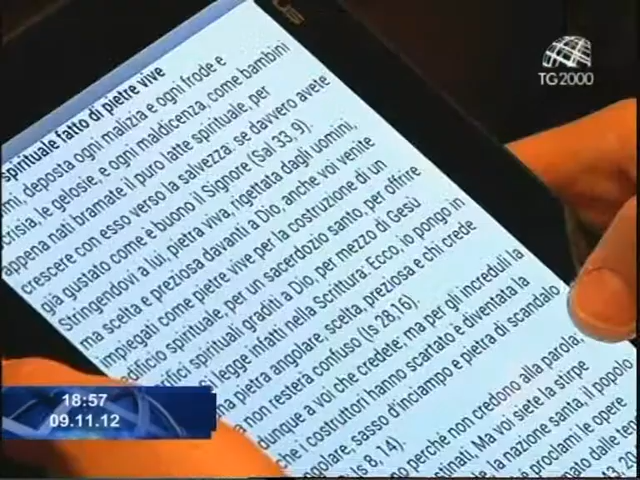 US
TG2000
spirituale fatto di pietre vive
deposta ogni malizia e ogni frode e
le gelosie, e ogni maldicenza, come bambini
appena nati bramate il puro latte spirituale, per
crescere con esso verso la salvezza: se davvero avete
già gustato come è buono il Signore (Sal 33, 9).
Stringendovi a lui, pietra viva, rigettata dagli uomini,
ma scelta e preziosa davanti a Dio, anche voi venite
impiegati come pietre vive per la costruzione di un
edificio spirituale, per un sacerdozio santo, per offrire
spirituali graditi a Dio, per mezzo di Gesù
legge infatti nella Scrittura: Ecco, io pongo in
pietra angolare, scelta, preziosa e chi crede
non resterà confuso (Is 28,16).
dunque a voi che credete; ma per gli increduli la
che i costruttori hanno scartato è diventata la
sasso d'inciampo e pietra di scandalo
8, 14).
perché non credono alla parola;
Ma voi siete la stirpe
la nazione santa, il popolo
proclami le opere
dalle
18:57
09.11.12